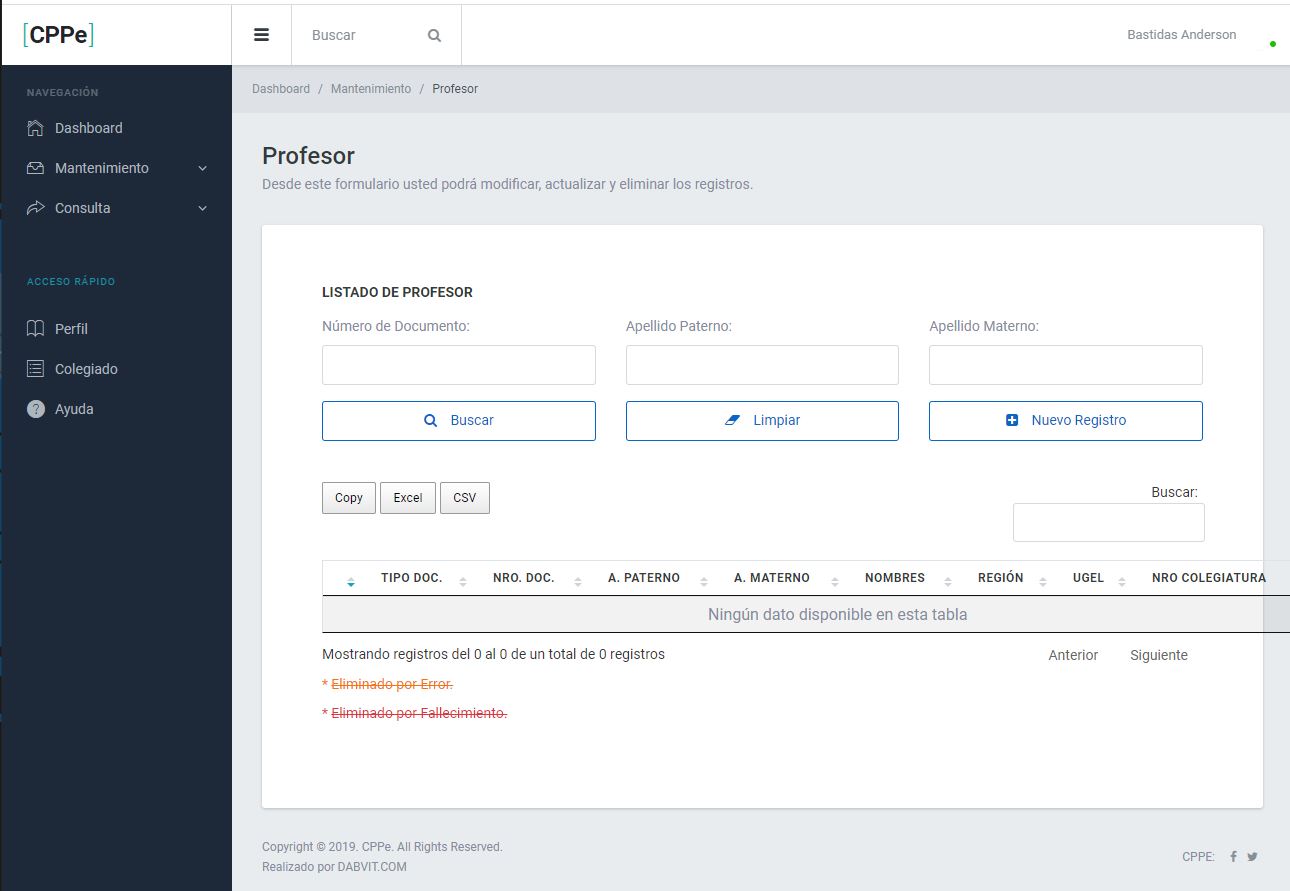 [CPPe]
Buscar
Bastidas Anderson
NAVEGACIÓN
Dashboard
Mantenimiento
Consulta
ACCESO RÁPIDO
Perfil
Colegiado
? Ayuda
Dashboard / Mantenimiento / Profesor
Profesor
Desde este formulario usted podrá modificar, actualizar y eliminar los registros.
LISTADO DE PROFESOR
Número de Documento: Apellido Paterno: Apellido Materno:
Buscar Limpiar Nuevo Registro
Copy Excel CSV
Buscar:
TIPO DOC. NRO. DOC. A. PATERNO A. MATERNO NOMBRES REGIÓN UGEL NRO COLEGIATURA
Ningún dato disponible en esta tabla
Mostrando registros del 0 al 0 de un total de 0 registros
Anterior Siguiente
* Eliminado por Error.
* Eliminado por Fallecimiento.
Copyright © 2019. CPPe. All Rights Reserved.
Realizado por DABVIT.COM
CPPE: